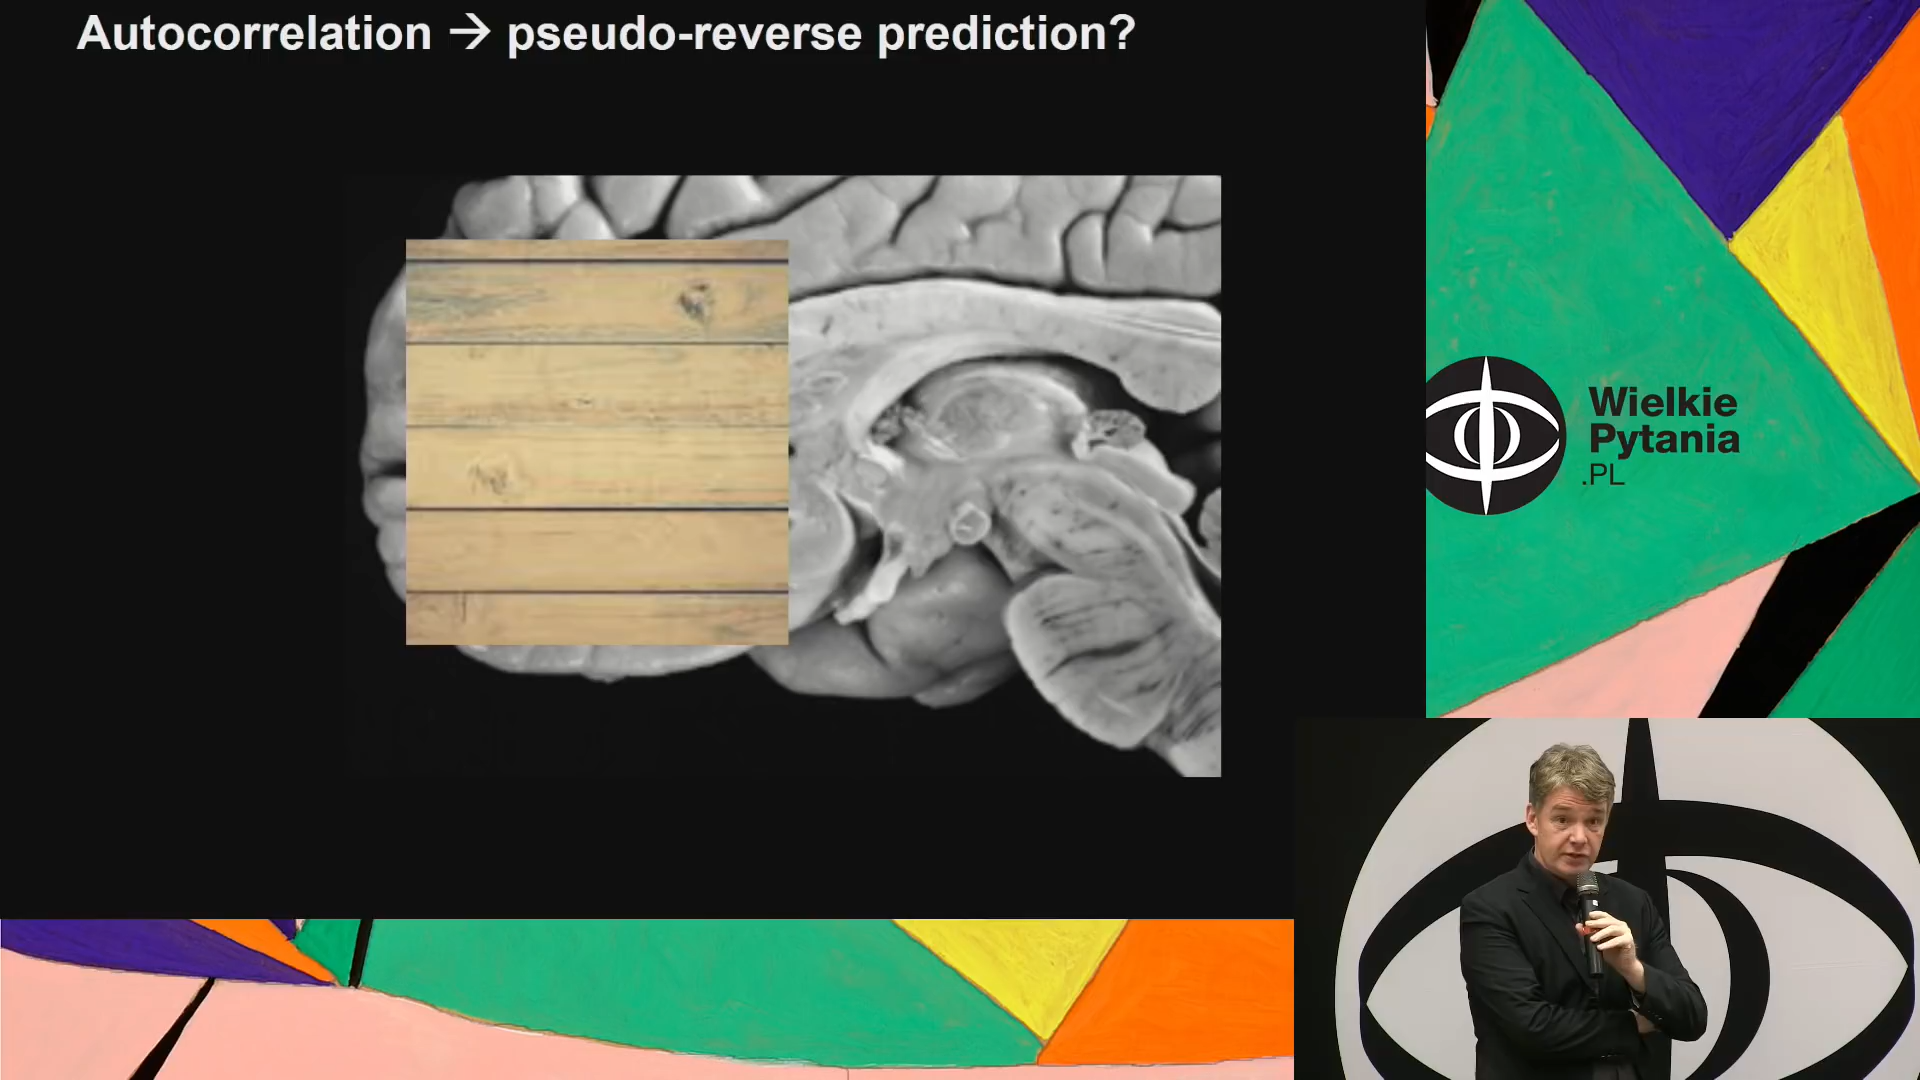 Autocorrelation → pseudo-reverse prediction?
Wielkie
Pytania
.PL